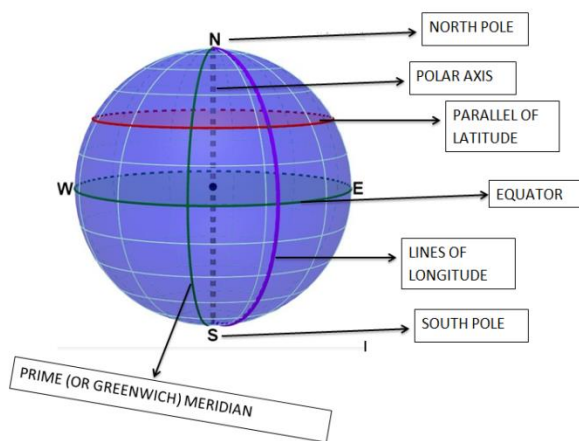 N
NORTH POLE
POLAR AXIS
PARALLEL OF
LATITUDE
W
E
EQUATOR
LINES OF
LONGITUDE
S
SOUTH POLE
I
PRIME (OR GREENWICH) MERIDIAN